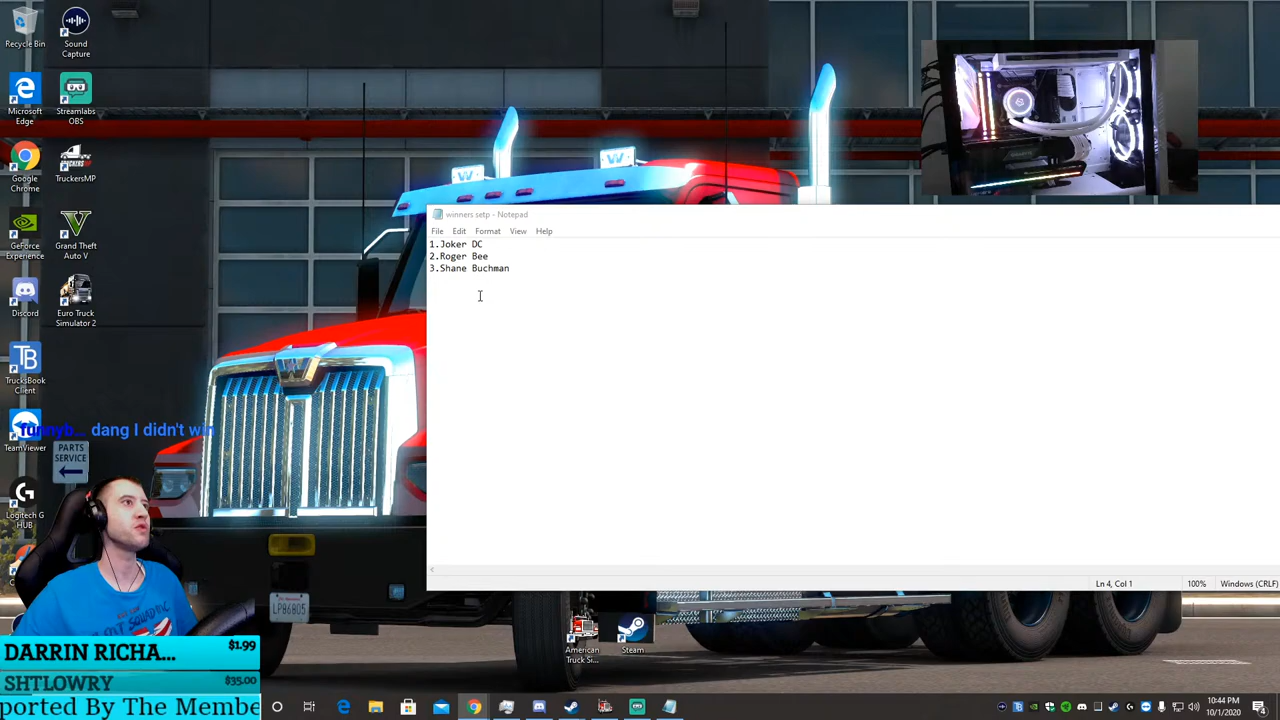 Recycle Bin
Sound Capture
Microsoft Edge
Streamlabs OBS
Google Chrome
TruckersMP
GeForce Experience
Grand Theft Auto V
Discord
Euro Truck Simulator 2
TB
TrucksBook Client
TeamViewer
Logitech G HUB
W
W
W
winners setp - Notepad
File Edit Format View Help
1.Joker DC
2.Roger Bee
3.Shane Buchman
Ln 4, Col 1
100%
Windows (CRLF)
funnyb... dang I didn't win
PARTS
SERVICE
LP86805
DARRIN RICHA... $1.99
SHTLOWRY $35.00
ported By The Membe
American Truck Si...
Steam
10:44 PM
10/1/2020
4